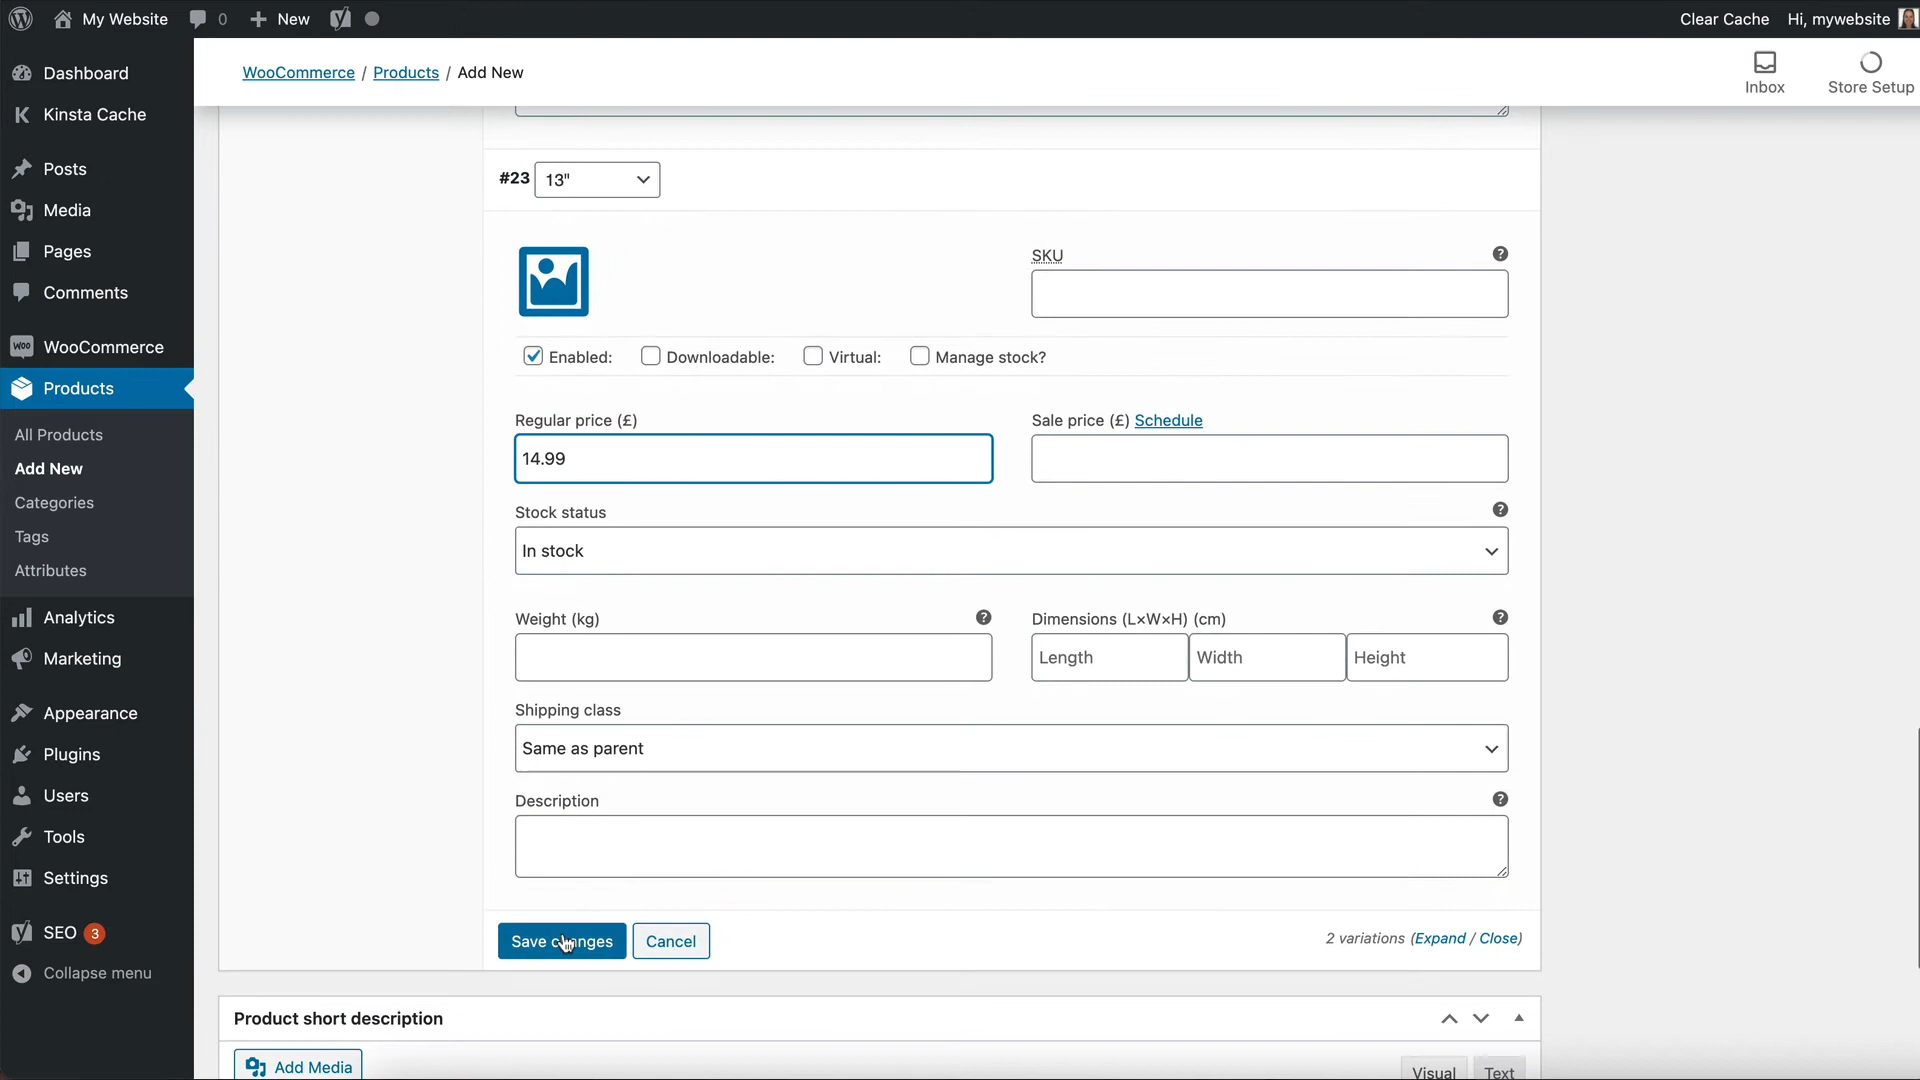 My Website 0 New Clear Cache Hi, mywebsite
Dashboard
Kinsta Cache
Posts
Media
Pages
Comments
WooCommerce
Products
All Products
Add New
Categories
Tags
Attributes
Analytics
Marketing
Appearance
Plugins
Users
Tools
Settings
SEO 3
Collapse menu
WooCommerce / Products / Add New
Inbox
Store Setup
#23 13"
SKU
Enabled: Downloadable: Virtual: Manage stock?
Regular price (£)
14.99
Sale price (£) Schedule
Stock status
In stock
Weight (kg)
Dimensions (L×W×H) (cm)
Length Width Height
Shipping class
Same as parent
Description
Save changes Cancel
2 variations (Expand / Close)
Product short description
Add Media
Visual Text